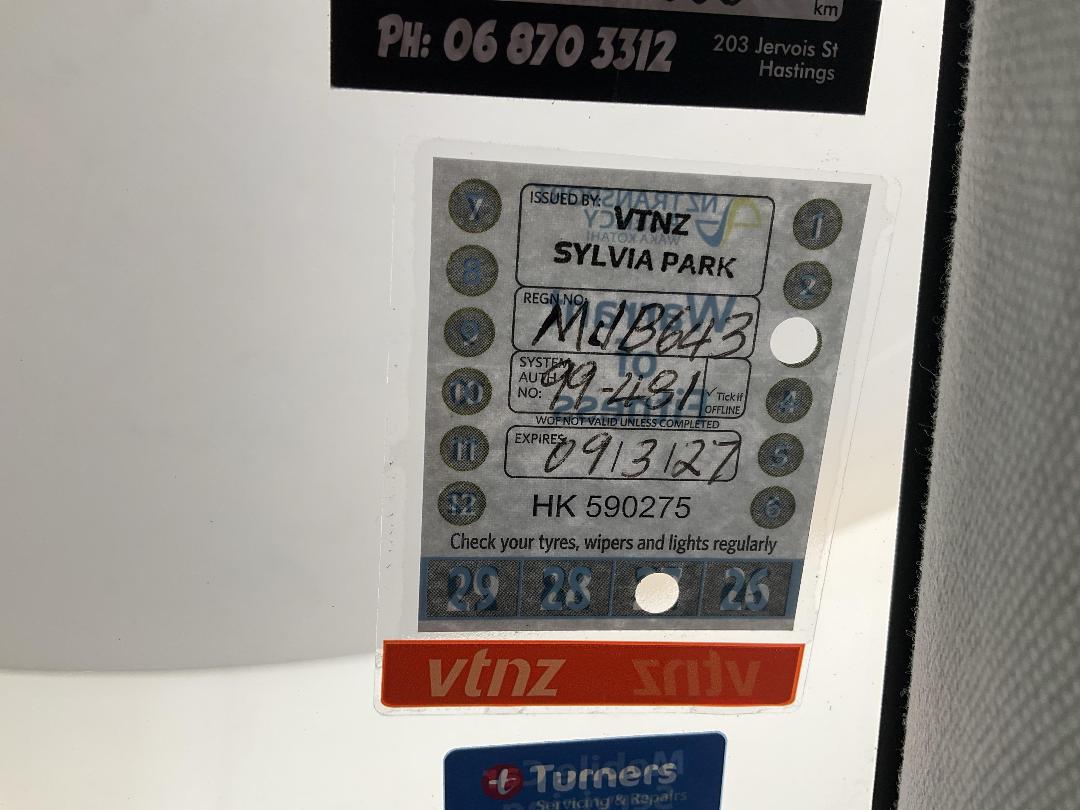 km
PH: 06 870 3312
203 Jervois St
Hastings
NZ TRANSPORT
WAKA KOTAHI
ISSUED BY:
VTNZ
SYLVIA PARK
Warrant
of
Fitness
REGN NO:
MdB643
SYSTEM
AUTH
NO:
99-481
✓ Tick if
OFFLINE
WOF NOT VALID UNLESS COMPLETED
EXPIRES
09/3/27
HK 590275
Check your tyres, wipers and lights regularly
7
8
9
10
11
12
1
2
4
5
6
29 28 27 26
vtnz vtnz
Turners
Servicing & Repairs